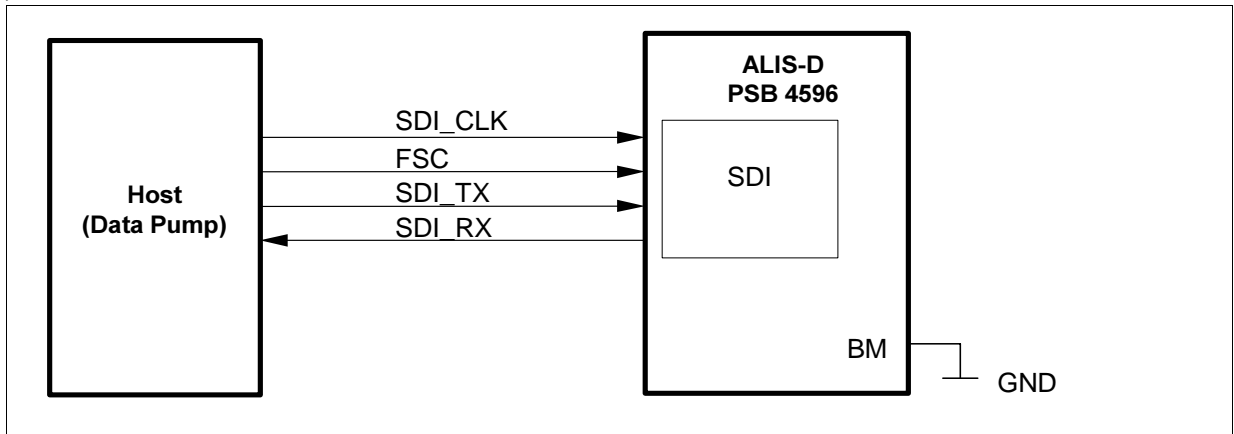 Host
(Data Pump)
SDI_CLK
FSC
SDI_TX
SDI_RX
ALIS-D
PSB 4596
SDI
BM
GND